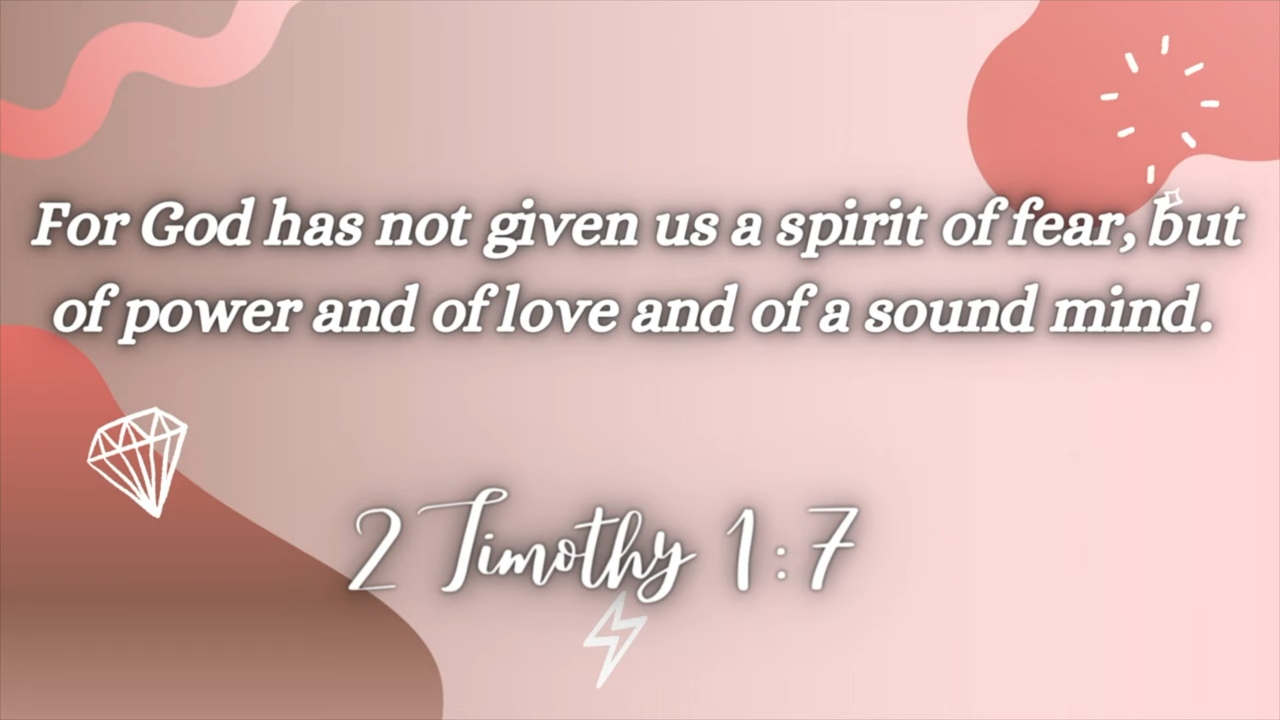 For God has not given us a spirit of fear, but
of power and of love and of a sound mind.
2 Timothy 1:7